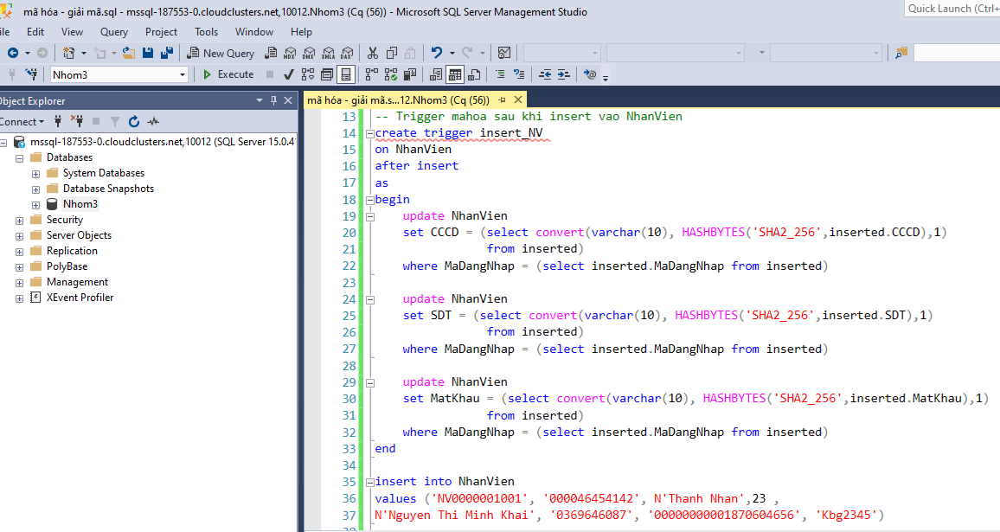 mã hóa - giải mã.sql - mssql-187553-0.cloudclusters.net,10012.Nhom3 (Cq (56)) - Microsoft SQL Server Management Studio
Quick Launch (Ctrl+
ile Edit View Query Project Tools Window Help
New Query
Nhom3 Execute
Object Explorer
Connect
mssql-187553-0.cloudclusters.net,10012 (SQL Server 15.0.4
Databases
System Databases
Database Snapshots
Nhom3
Security
Server Objects
Replication
PolyBase
Management
XEvent Profiler
mã hóa - giải mã.s...12.Nhom3 (Cq (56))
13 -- Trigger mahoa sau khi insert vao NhanVien
14 create trigger insert_NV
15 on NhanVien
16 after insert
17 as
18 begin
19 update NhanVien
20 set CCCD = (select convert(varchar(10), HASHBYTES('SHA2_256',inserted.CCCD),1)
21 from inserted)
22 where MaDangNhap = (select inserted.MaDangNhap from inserted)
23
24 update NhanVien
25 set SDT = (select convert(varchar(10), HASHBYTES('SHA2_256',inserted.SDT),1)
26 from inserted)
27 where MaDangNhap = (select inserted.MaDangNhap from inserted)
28
29 update NhanVien
30 set MatKhau = (select convert(varchar(10), HASHBYTES('SHA2_256',inserted.MatKhau),1)
31 from inserted)
32 where MaDangNhap = (select inserted.MaDangNhap from inserted)
33 end
34
35 insert into NhanVien
36 values ('NV0000001001', '000046454142', N'Thanh Nhan',23 ,
37 N'Nguyen Thi Minh Khai', '0369646087', '00000000001870604656', 'Kbg2345')